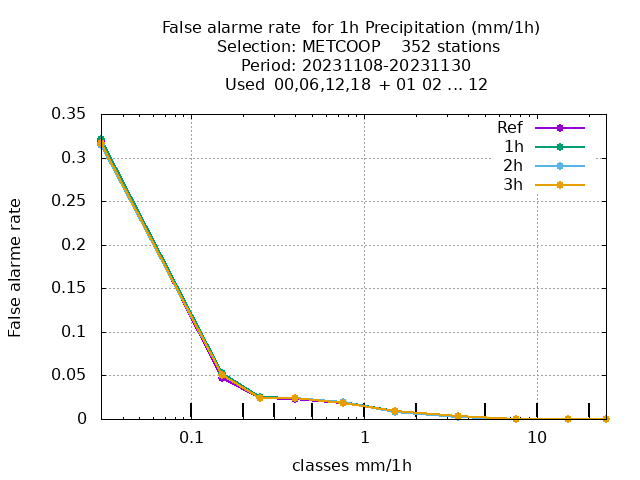 False alarme rate  for 1h Precipitation (mm/1h)
Selection: METCOOP    352 stations
Period: 20231108-20231130
Used  00,06,12,18  + 01 02 ... 12
0.35
0.3
0.25
0.2
0.15
0.1
0.05
0
False alarme rate
Ref
1h
2h
3h
0.1
1
10
classes mm/1h